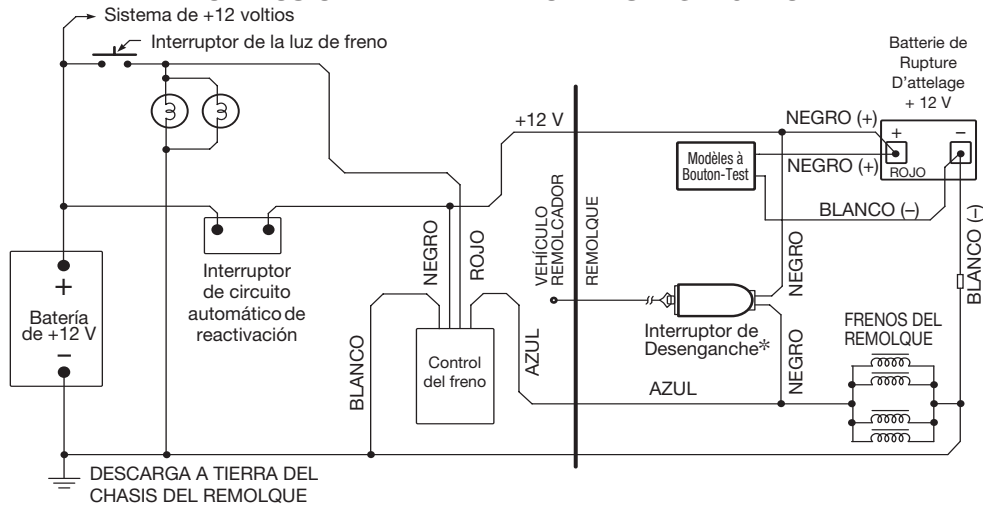 Sistema de +12 voltios
Interruptor de la luz de freno
Batterie de
Rupture
D'attelage
+ 12 V
+12 V
NEGRO (+)
+
–
ROJO
NEGRO (+)
Modèles à
Bouton-Test
BLANCO (–)
BLANCO (–)
VEHÍCULO
REMOLCADOR
REMOLQUE
NEGRO
NEGRO
ROJO
Interruptor
de circuito
automático de
reactivación
+
Batería
de +12 V
–
BLANCO
Control
del freno
AZUL
Interruptor de
Desenganche*
NEGRO
AZUL
FRENOS DEL
REMOLQUE
DESCARGA A TIERRA DEL
CHASIS DEL REMOLQUE